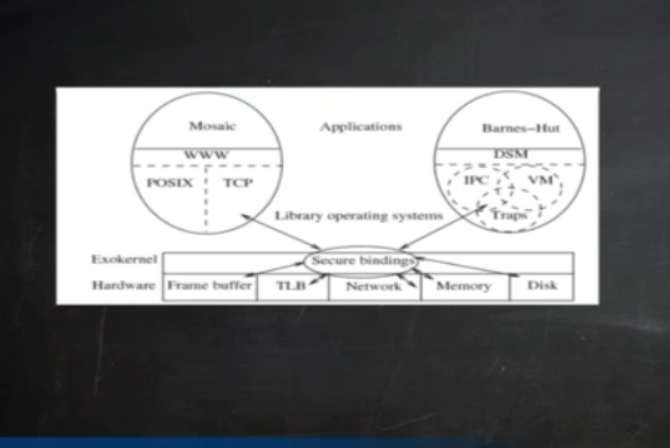 Mosaic
Applications
Barnes–Hut
WWW
DSM
POSIX
TCP
IPC
VM
Traps
Library operating systems
Exokernel
Secure bindings
Hardware
Frame buffer
TLB
Network
Memory
Disk